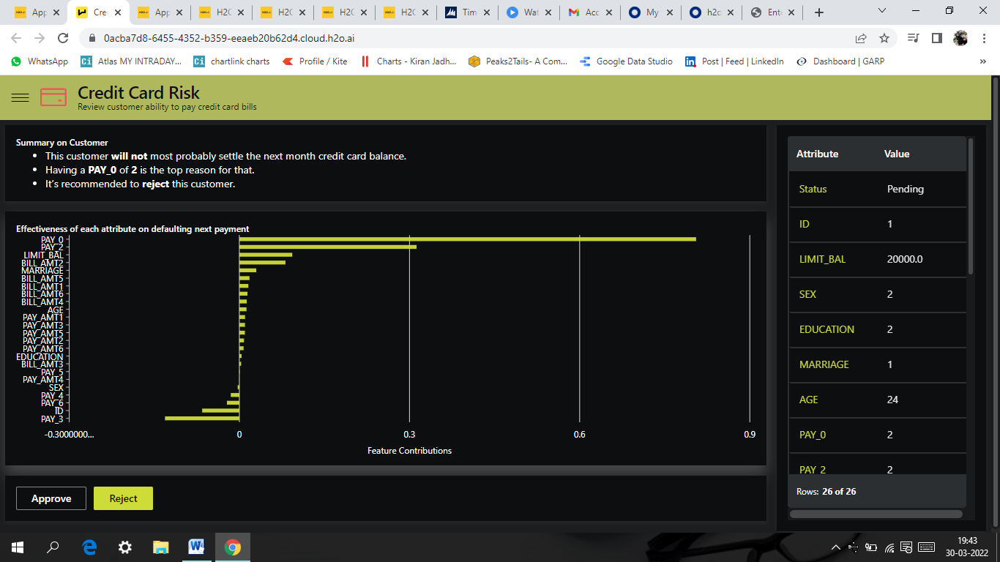 App
Cre
App
H2C
H2C
H2C
H2C
Tim
Wat
Acc
My
h2o
Ent
0acba7d8-6455-4352-b359-eeaeb20b62d4.cloud.h2o.ai
WhatsApp
Atlas MY INTRADAY...
chartlink charts
Profile / Kite
Charts - Kiran Jadh...
Peaks2Tails- A Com...
Google Data Studio
Post | Feed | LinkedIn
Dashboard | GARP
»
Credit Card Risk
Review customer ability to pay credit card bills
Summary on Customer
• This customer will not most probably settle the next month credit card balance.
• Having a PAY_0 of 2 is the top reason for that.
• It's recommended to reject this customer.
Effectiveness of each attribute on defaulting next payment
PAY_0
PAY_2
LIMIT_BAL
BILL_AMT2
MARRIAGE
BILL_AMT5
BILL_AMT1
BILL_AMT6
BILL_AMT4
AGE
PAY_AMT1
PAY_AMT3
PAY_AMT5
PAY_AMT2
PAY_AMT6
EDUCATION
BILL_AMT3
PAY_5
PAY_AMT4
SEX
PAY_4
PAY_6
ID
PAY_3
-0.3000000... 0 0.3 0.6 0.9
Feature Contributions
Approve
Reject
Attribute Value
Status Pending
ID 1
LIMIT_BAL 20000.0
SEX 2
EDUCATION 2
MARRIAGE 1
AGE 24
PAY_0 2
PAY_2 2
Rows: 26 of 26
19:43
30-03-2022